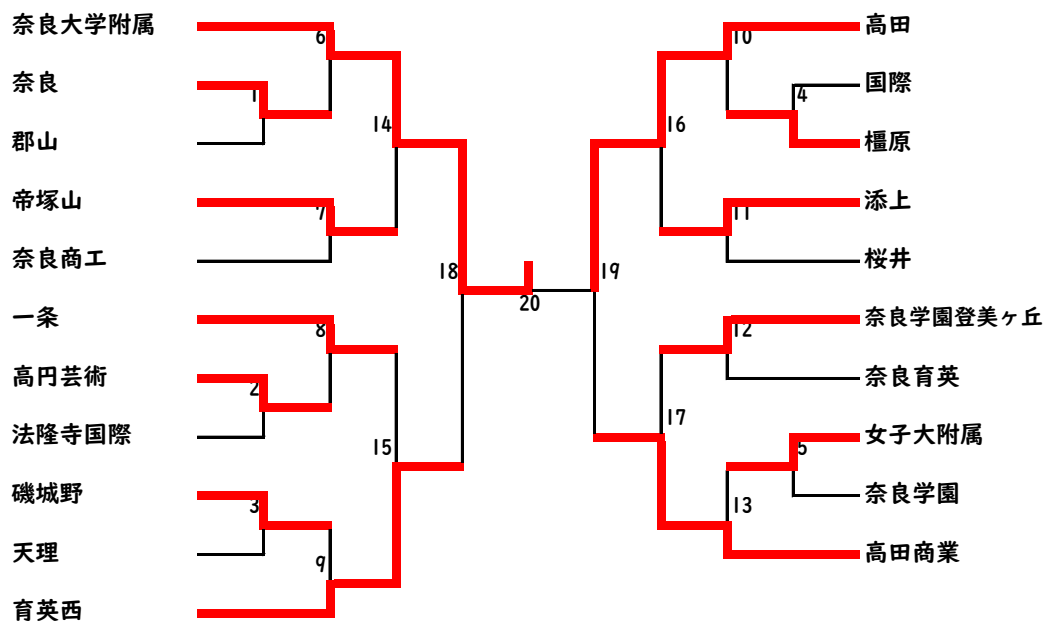 奈良大学附属
奈良
郡山
帝塚山
奈良商工
一条
高円芸術
法隆寺国際
磯城野
天理
育英西
1
2
3
6
7
8
9
14
15
18
20
19
16
17
10
11
12
13
4
5
高田
国際
橿原
添上
桜井
奈良学園登美ヶ丘
奈良育英
女子大附属
奈良学園
高田商業